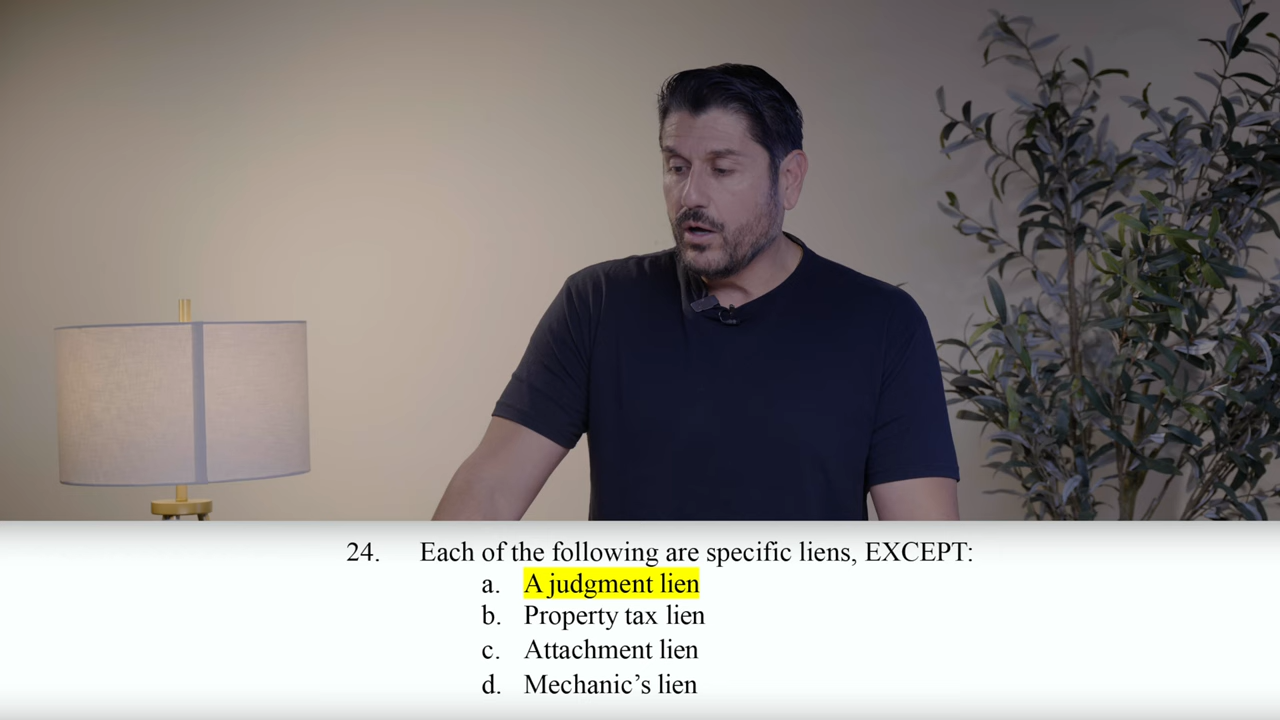 24. Each of the following are specific liens, EXCEPT:
a. A judgment lien
b. Property tax lien
c. Attachment lien
d. Mechanic’s lien